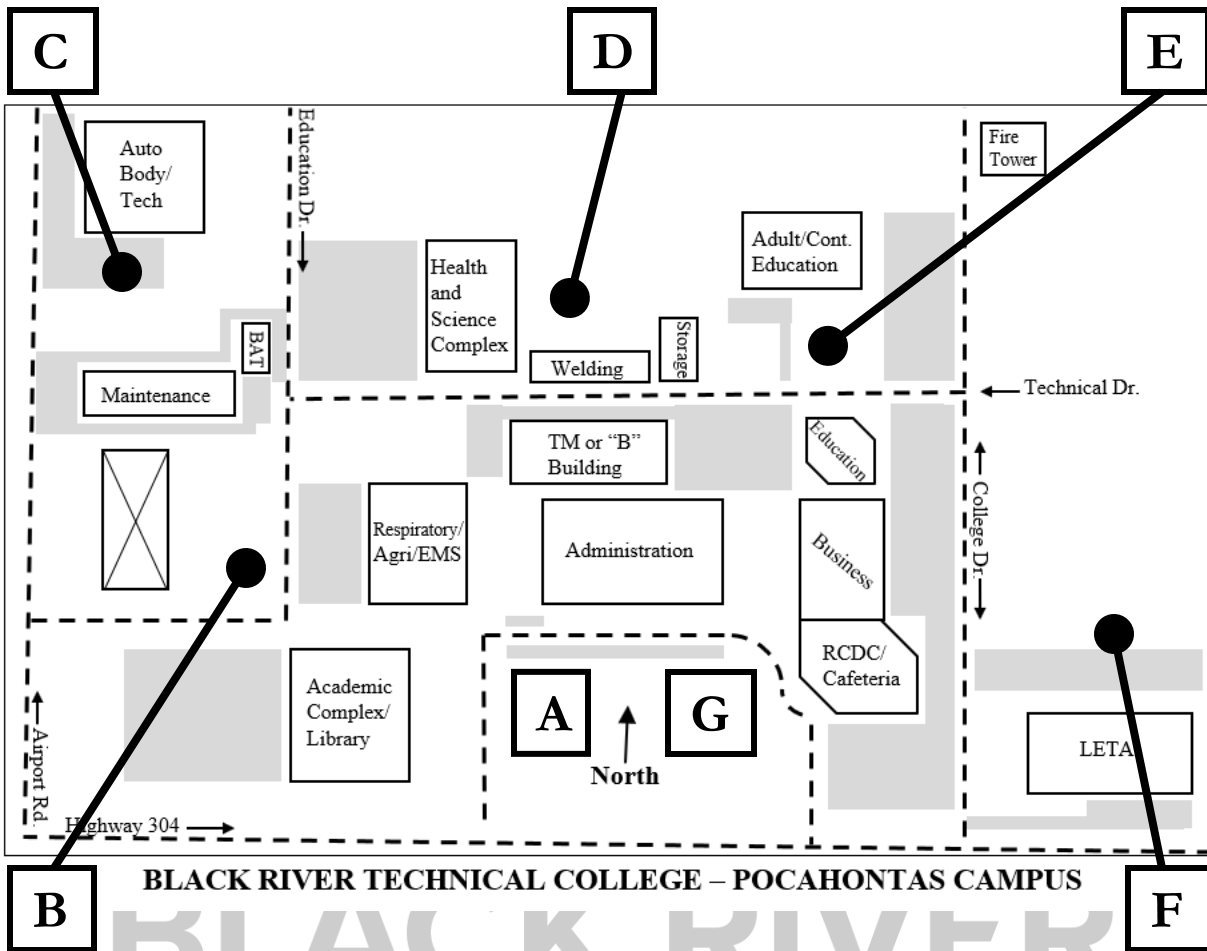 C
D
E
Education Dr.
Fire
Tower
Auto
Body/
Tech
Adult/Cont.
Education
Health
and
Science
Complex
Storage
BAT
Welding
Maintenance
Technical Dr.
TM or “B”
Building
Education
College Dr.
Respiratory/
Agri/EMS
Administration
Business
RCDC/
Cafeteria
Academic
Complex/
Library
A
G
North
LETA
Airport Rd.
Highway 304
BLACK RIVER TECHNICAL COLLEGE – POCAHONTAS CAMPUS
B
F
BLACK RIVER